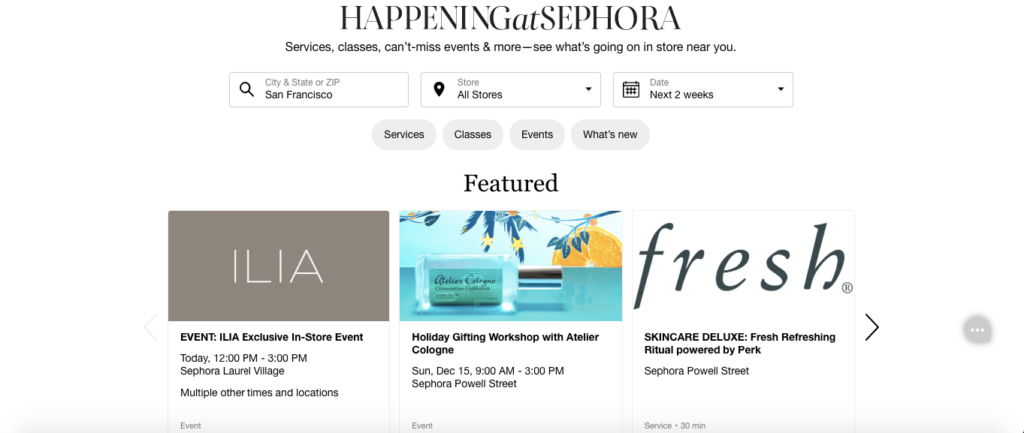 HAPPENINGatSEPHORA
Services, classes, can't-miss events & more—see what's going on in store near you.
City & State or ZIP
San Francisco
Store
All Stores
Date
Next 2 weeks
Services
Classes
Events
What's new
Featured
ILIA
Atelier Cologne
fresh®
EVENT: ILIA Exclusive In-Store Event
Today, 12:00 PM - 3:00 PM
Sephora Laurel Village
Multiple other times and locations
Event
Holiday Gifting Workshop with Atelier
Cologne
Sun, Dec 15, 9:00 AM - 3:00 PM
Sephora Powell Street
Event
SKINCARE DELUXE: Fresh Refreshing
Ritual powered by Perk
Sephora Powell Street
Service • 30 min